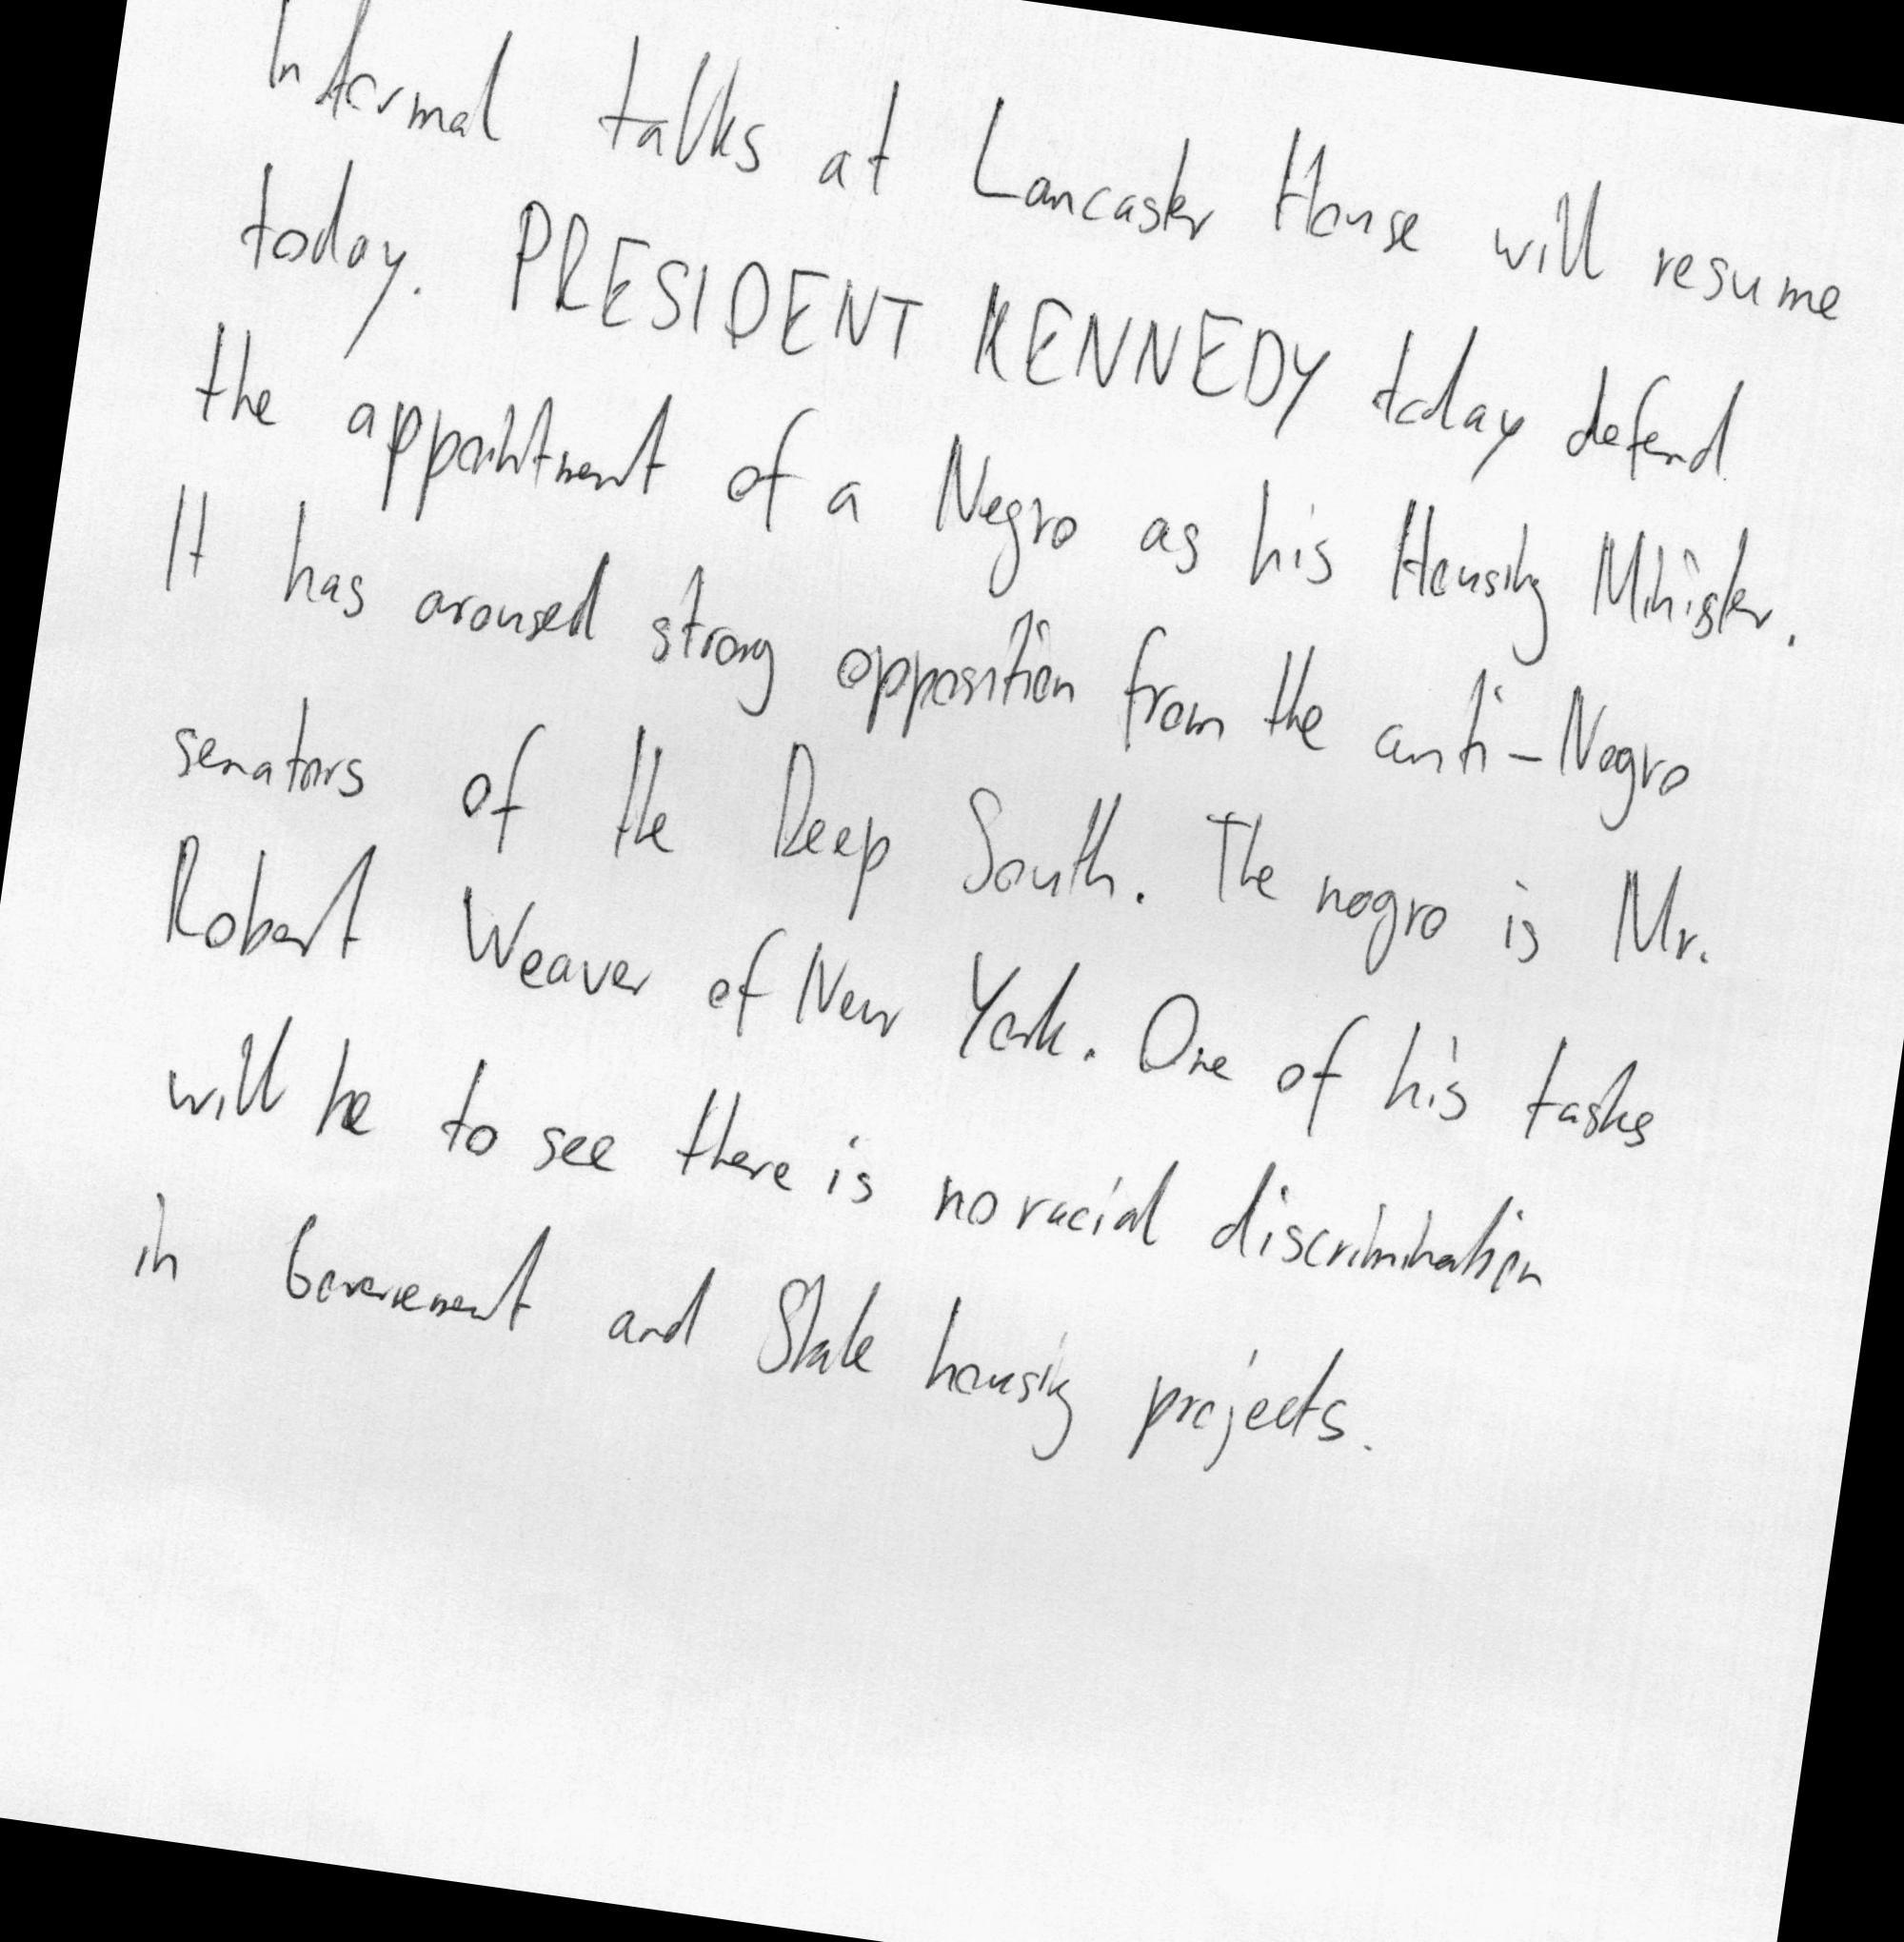 Informal talks at Lancaster House will resume
today. PRESIDENT KENNEDY today defend
the appointment of a Negro as his Housing Minister.
It has aroused strong opposition from the anti-Negro
senators of the Deep South. The negro is Mr.
Robert Weaver of New York. One of his tasks
will be to see there is no racial discrimination
in Government and State housing projects.